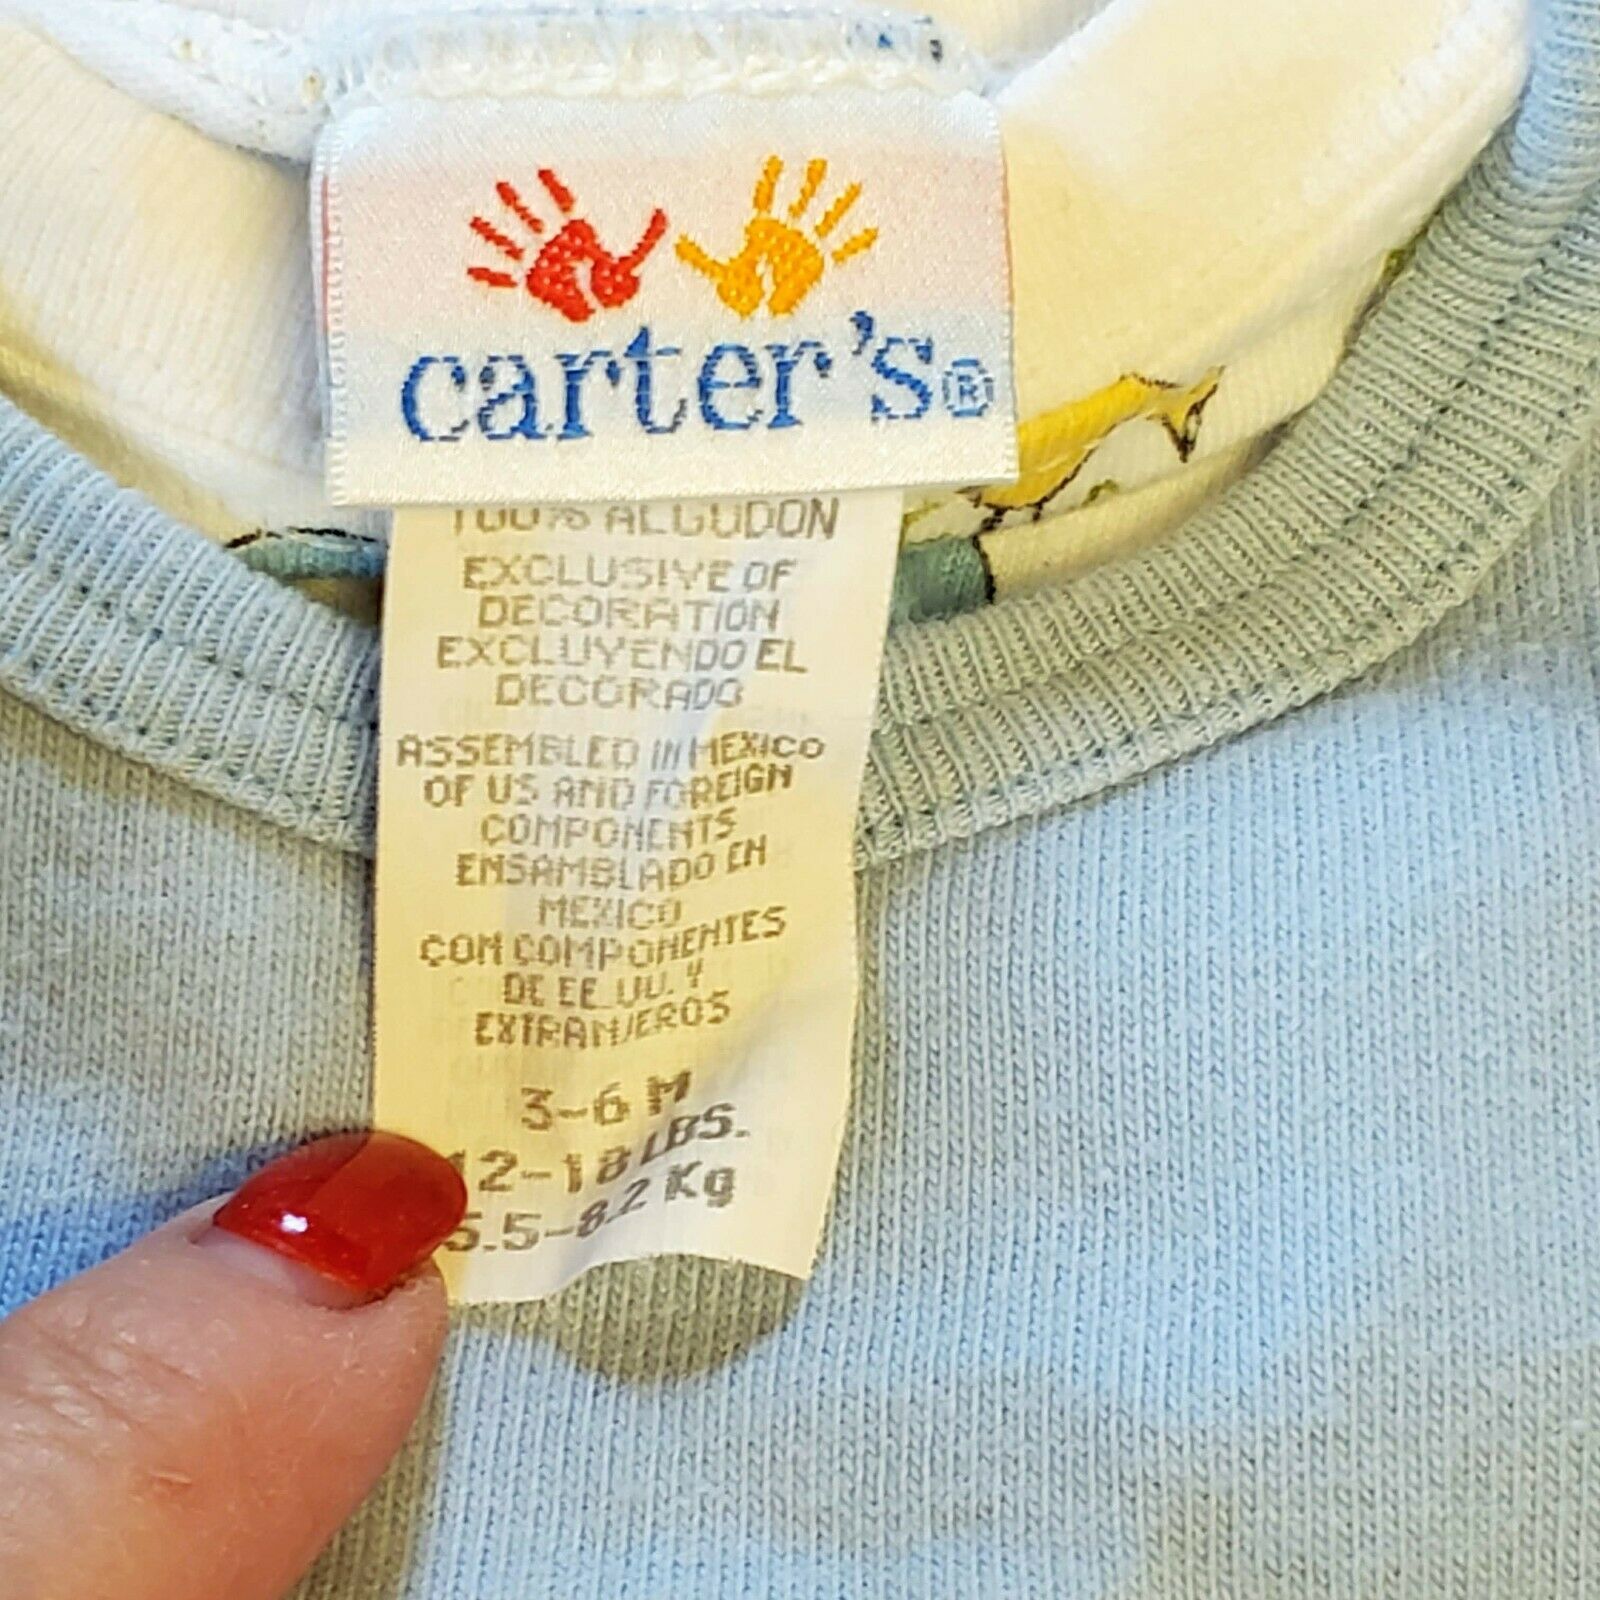 carter's®
100% ALGODON
EXCLUSIVE OF
DECORATION
EXCLUYENDO EL
DECORADO
ASSEMBLED IN MEXICO
OF US AND FOREIGN
COMPONENTS
ENSAMBLADO EN
MEXICO
CON COMPONENTES
DE EE.UU. Y
EXTRANJEROS
3-6 M
12-18 LBS.
5.5-8.2 Kg